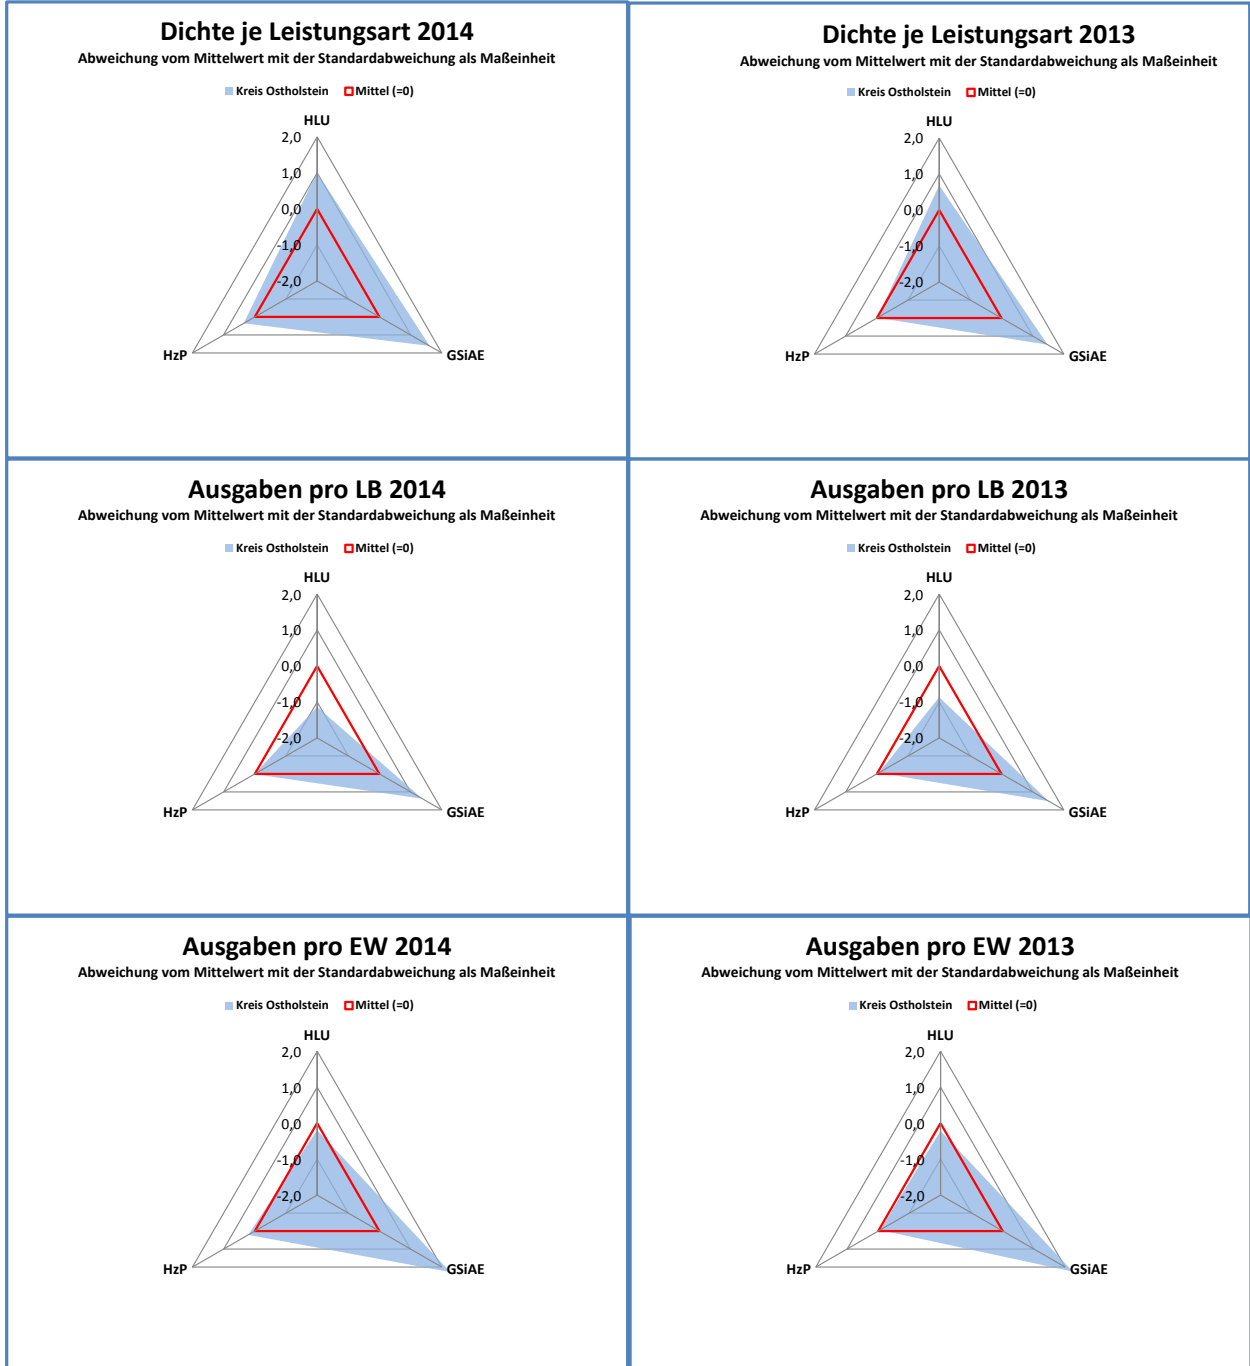 Dichte je Leistungsart 2014
Abweichung vom Mittelwert mit der Standardabweichung als Maßeinheit
Kreis Ostholstein Mittel (=0)
HLU
2,0
1,0
0,0
-1,0
-2,0
HzP GSiAE
Dichte je Leistungsart 2013
Abweichung vom Mittelwert mit der Standardabweichung als Maßeinheit
Kreis Ostholstein Mittel (=0)
HLU
2,0
1,0
0,0
-1,0
-2,0
HzP GSiAE
Ausgaben pro LB 2014
Abweichung vom Mittelwert mit der Standardabweichung als Maßeinheit
Kreis Ostholstein Mittel (=0)
HLU
2,0
1,0
0,0
-1,0
-2,0
HzP GSiAE
Ausgaben pro LB 2013
Abweichung vom Mittelwert mit der Standardabweichung als Maßeinheit
Kreis Ostholstein Mittel (=0)
HLU
2,0
1,0
0,0
-1,0
-2,0
HzP GSiAE
Ausgaben pro EW 2014
Abweichung vom Mittelwert mit der Standardabweichung als Maßeinheit
Kreis Ostholstein Mittel (=0)
HLU
2,0
1,0
0,0
-1,0
-2,0
HzP GSiAE
Ausgaben pro EW 2013
Abweichung vom Mittelwert mit der Standardabweichung als Maßeinheit
Kreis Ostholstein Mittel (=0)
HLU
2,0
1,0
0,0
-1,0
-2,0
HzP GSiAE